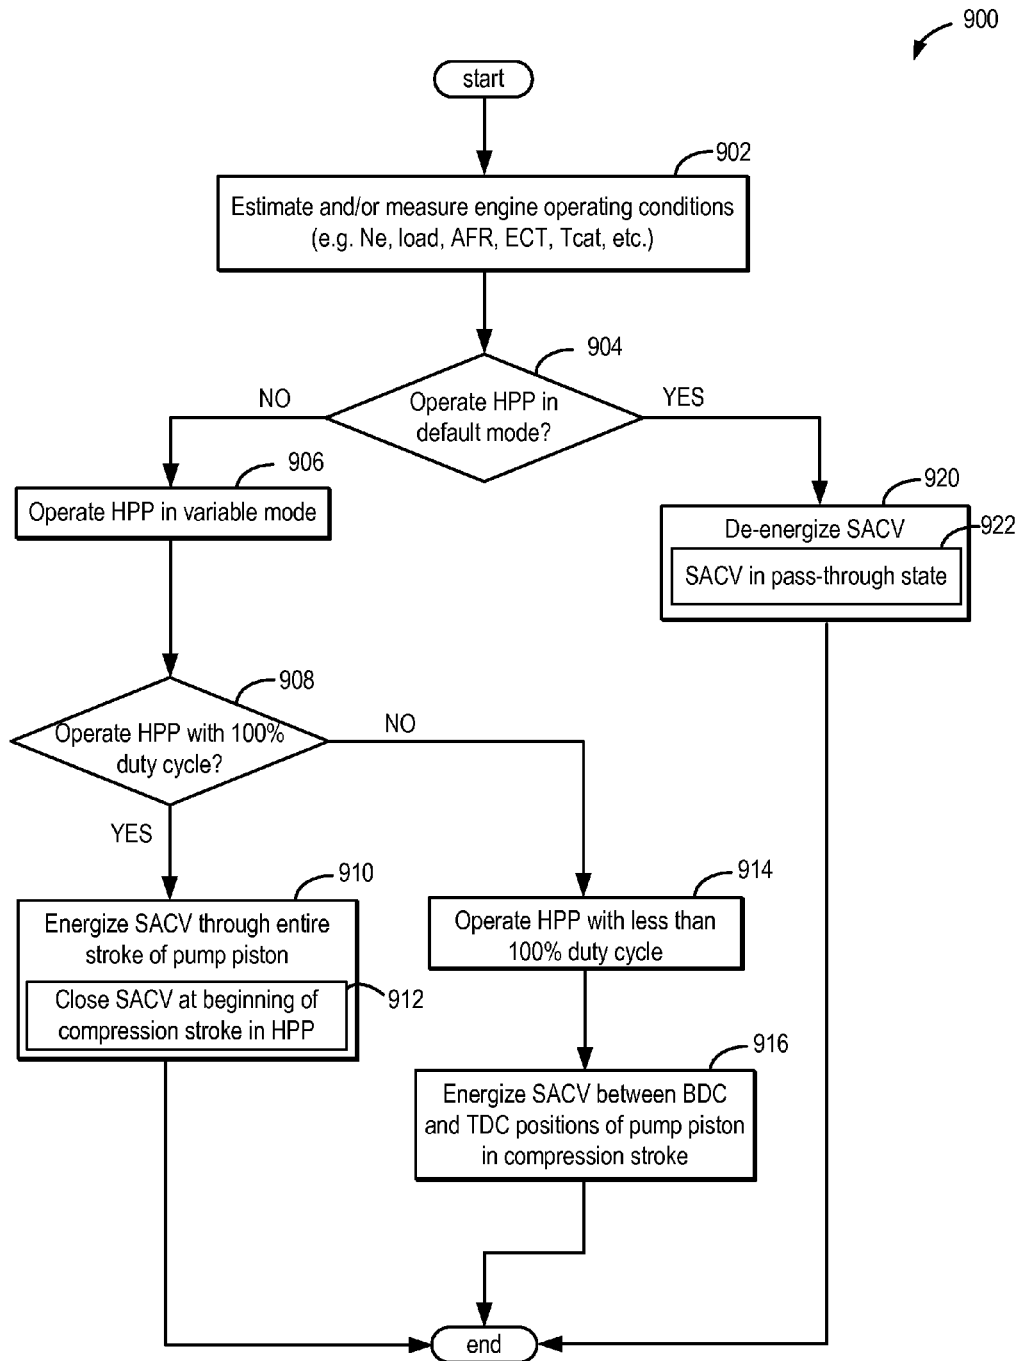 900
start
902
Estimate and/or measure engine operating conditions
(e.g. Ne, load, AFR, ECT, Tcat, etc.)
904
Operate HPP in
default mode?
NO
YES
906
Operate HPP in variable mode
920
De-energize SACV
922
SACV in pass-through state
908
Operate HPP with 100%
duty cycle?
NO
YES
910
Energize SACV through entire
stroke of pump piston
912
Close SACV at beginning of
compression stroke in HPP
914
Operate HPP with less than
100% duty cycle
916
Energize SACV between BDC
and TDC positions of pump piston
in compression stroke
end